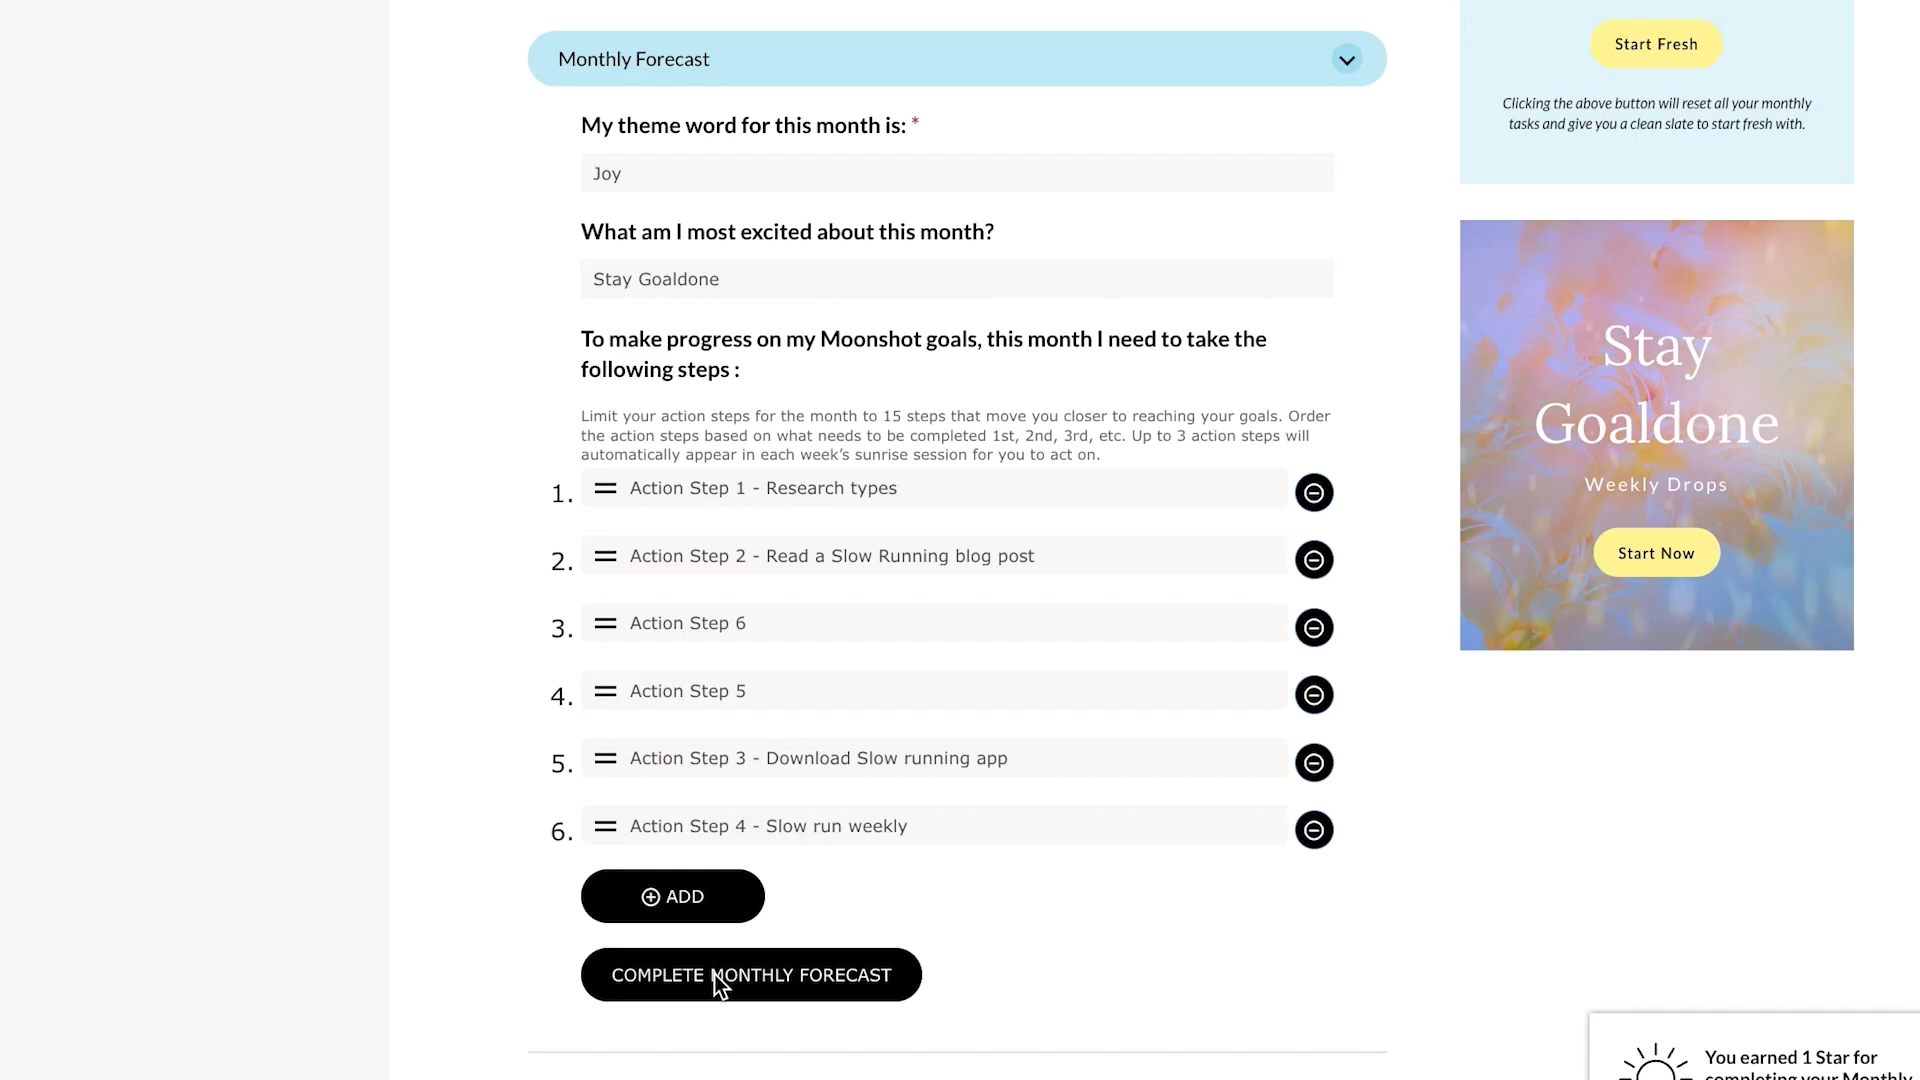 Monthly Forecast
My theme word for this month is: *
Joy
What am I most excited about this month?
Stay Goaldone
To make progress on my Moonshot goals, this month I need to take the
following steps :
Limit your action steps for the month to 15 steps that move you closer to reaching your goals. Order
the action steps based on what needs to be completed 1st, 2nd, 3rd, etc. Up to 3 action steps will
automatically appear in each week’s sunrise session for you to act on.
1. Action Step 1 - Research types
2. Action Step 2 - Read a Slow Running blog post
3. Action Step 6
4. Action Step 5
5. Action Step 3 - Download Slow running app
6. Action Step 4 - Slow run weekly
ADD
COMPLETE MONTHLY FORECAST
Start Fresh
Clicking the above button will reset all your monthly
tasks and give you a clean slate to start fresh with.
Stay
Goaldone
Weekly Drops
Start Now
You earned 1 Star for
completing your Monthly